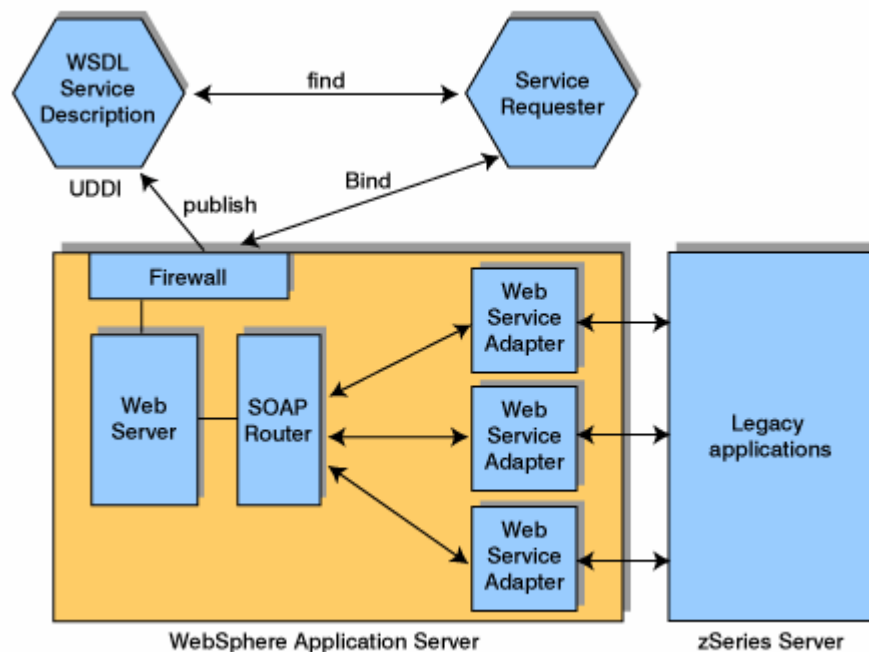 WSDL
Service
Description
find
Service
Requester
UDDI
publish
Bind
Firewall
Web
Server
SOAP
Router
Web
Service
Adapter
Web
Service
Adapter
Web
Service
Adapter
Legacy
applications
WebSphere Application Server
zSeries Server